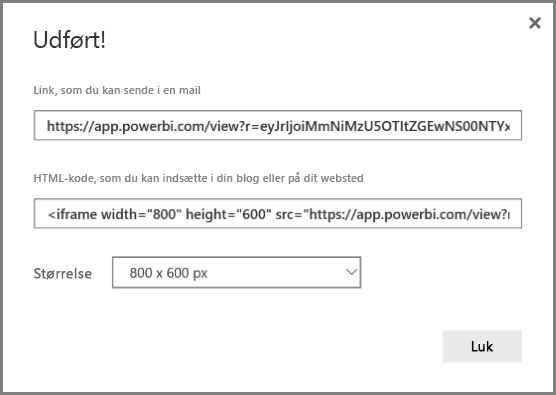 Udført!
Link, som du kan sende i en mail
https://app.powerbi.com/view?r=eyJrIjoiMmNiMzU5OTItZGEwNS00NTYx
HTML-kode, som du kan indsætte i din blog eller på dit websted
<iframe width="800" height="600" src="https://app.powerbi.com/view?r
Størrelse 800 x 600 px
Luk